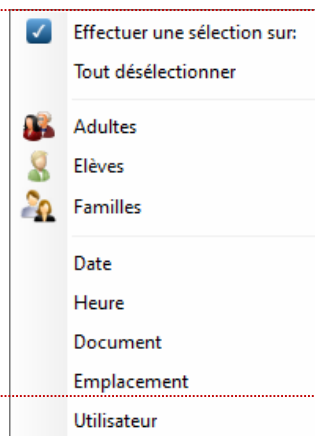 Effectuer une sélection sur:
Tout désélectionner
Adultes
Elèves
Familles
Date
Heure
Document
Emplacement
Utilisateur